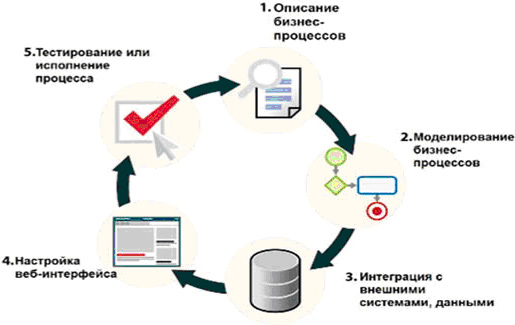 1. Описание
бизнес-
процессов
2. Моделирование
бизнес-
процессов
3. Интеграция с
внешними
системами, данными
4. Настройка
веб-интерфейса
5. Тестирование или
исполнение
процесса